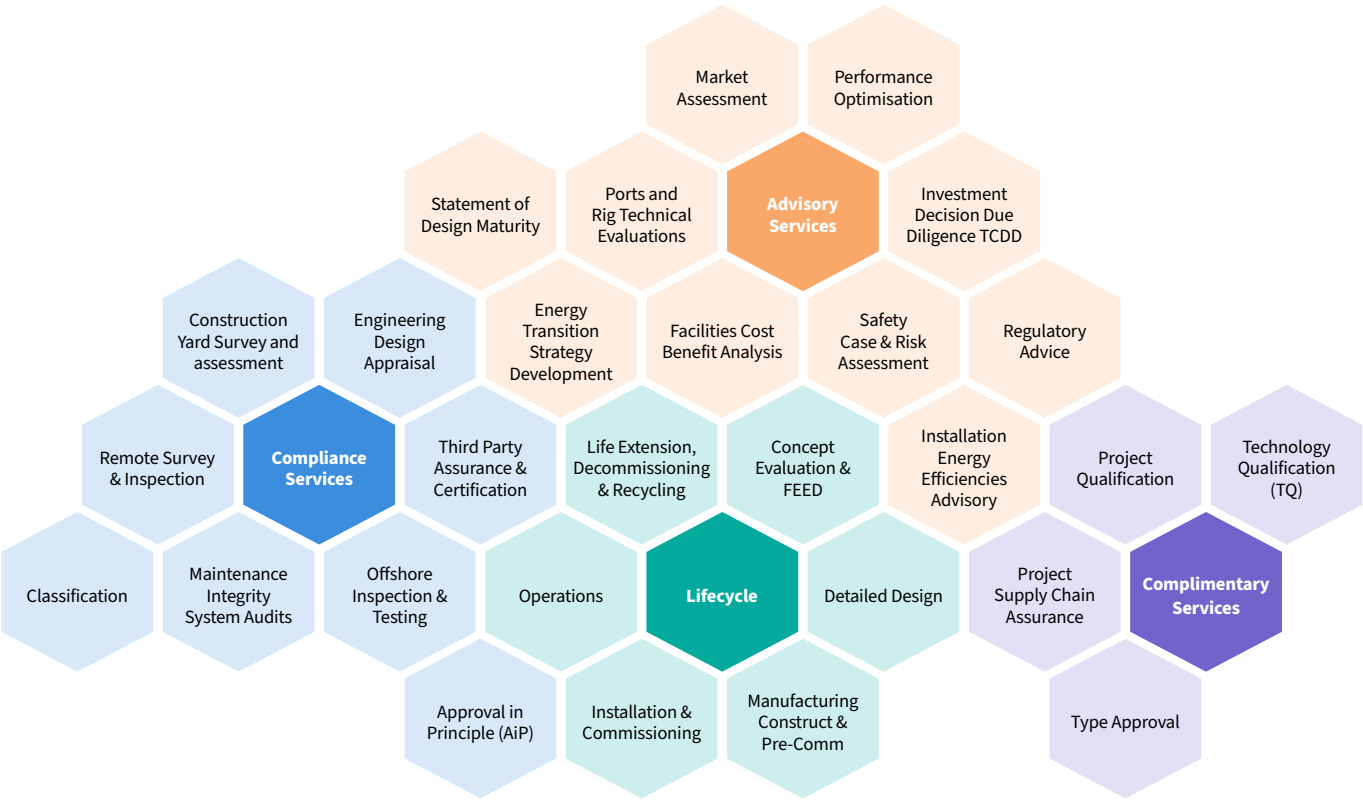 Market
Assessment
Performance
Optimisation
Statement of
Design Maturity
Ports and
Rig Technical
Evaluations
Advisory
Services
Investment
Decision Due
Diligence TCDD
Construction
Yard Survey and
assessment
Engineering
Design
Appraisal
Energy
Transition
Strategy
Development
Facilities Cost
Benefit Analysis
Safety
Case & Risk
Assessment
Regulatory
Advice
Remote Survey
& Inspection
Compliance
Services
Third Party
Assurance &
Certification
Life Extension,
Decommissioning
& Recycling
Concept
Evaluation &
FEED
Installation
Energy
Efficiencies
Advisory
Project
Qualification
Technology
Qualification
(TQ)
Classification
Maintenance
Integrity
System Audits
Offshore
Inspection &
Testing
Operations
Lifecycle
Detailed Design
Project
Supply Chain
Assurance
Complimentary
Services
Approval in
Principle (AiP)
Installation &
Commissioning
Manufacturing
Construct &
Pre-Comm
Type Approval